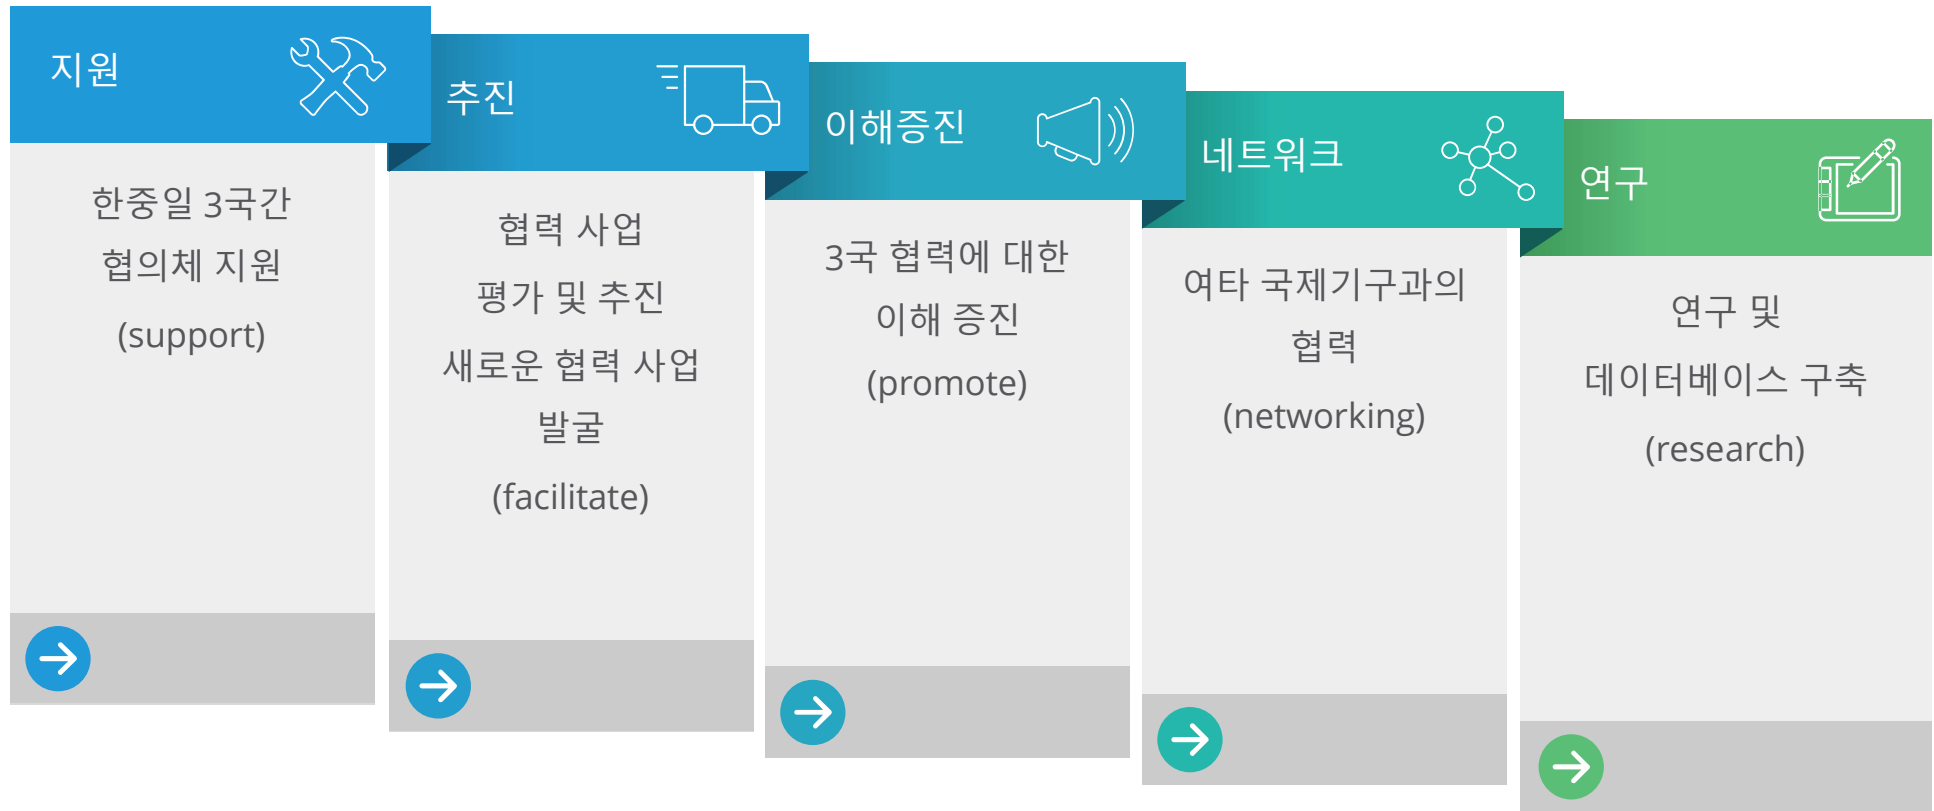 지원
한중일 3국간
협의체 지원
(support)
추진
협력 사업
평가 및 추진
새로운 협력 사업
발굴
(facilitate)
이해증진
3국 협력에 대한
이해 증진
(promote)
네트워크
여타 국제기구과의
협력
(networking)
연구
연구 및
데이터베이스 구축
(research)